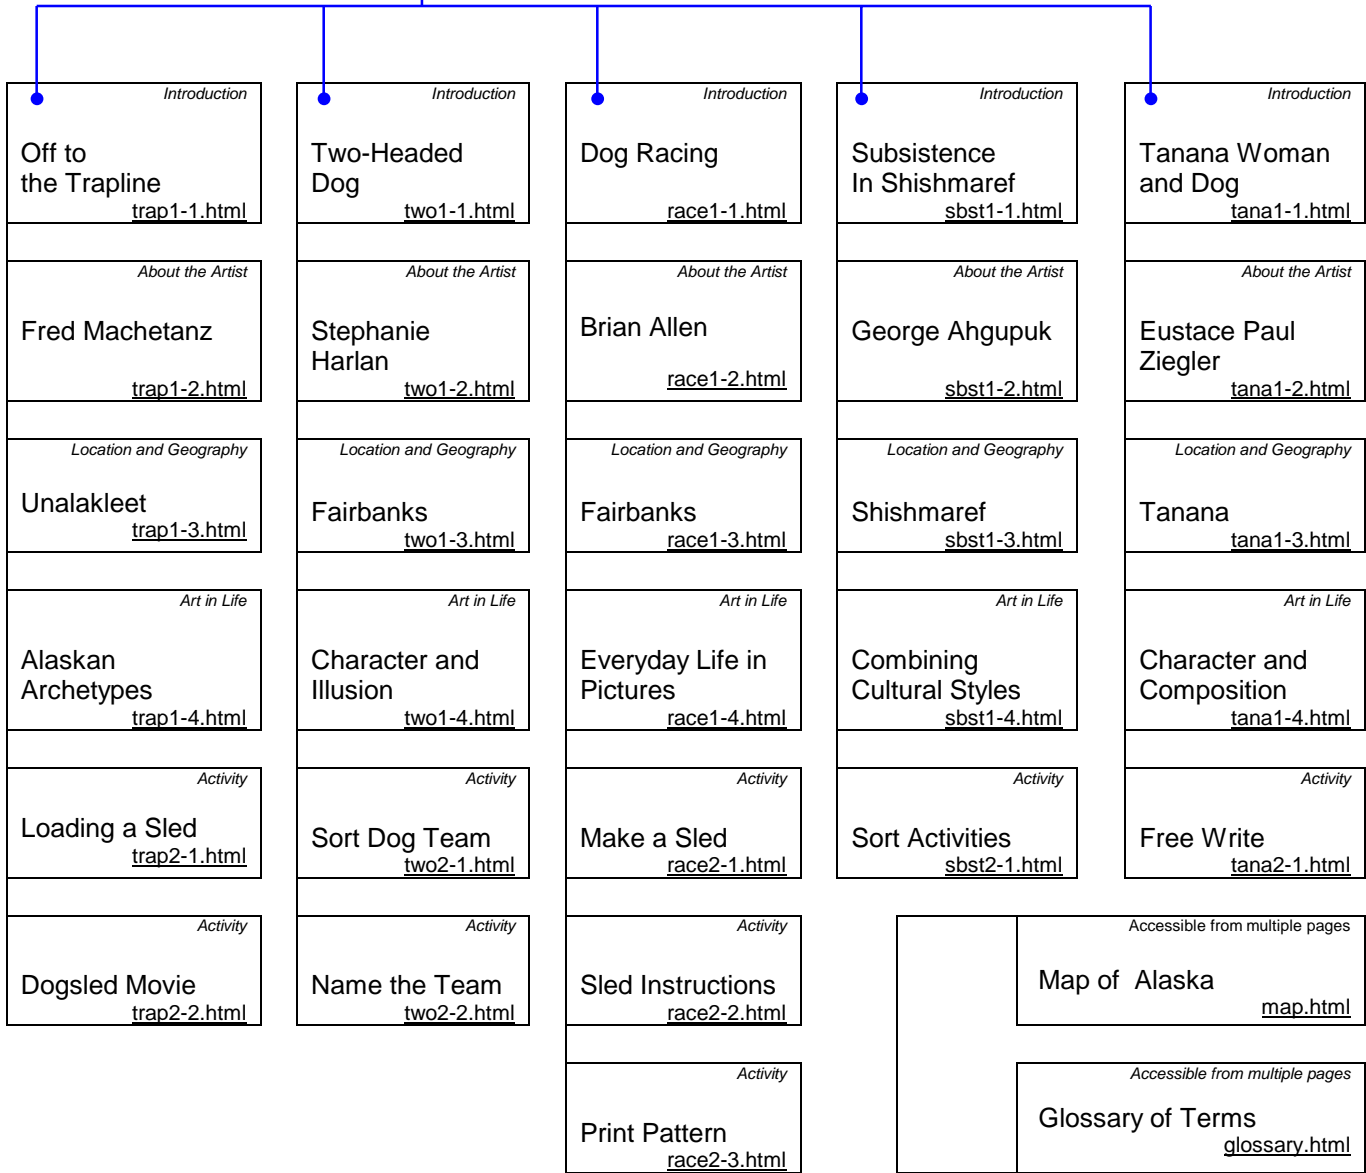 Introduction
Off to
the Trapline
trap1-1.html
About the Artist
Fred Machetanz
trap1-2.html
Location and Geography
Unalakleet
trap1-3.html
Art in Life
Alaskan
Archetypes
trap1-4.html
Activity
Loading a Sled
trap2-1.html
Activity
Dogsled Movie
trap2-2.html
Introduction
Two-Headed
Dog
two1-1.html
About the Artist
Stephanie
Harlan
two1-2.html
Location and Geography
Fairbanks
two1-3.html
Art in Life
Character and
Illusion
two1-4.html
Activity
Sort Dog Team
two2-1.html
Activity
Name the Team
two2-2.html
Introduction
Dog Racing
race1-1.html
About the Artist
Brian Allen
race1-2.html
Location and Geography
Fairbanks
race1-3.html
Art in Life
Everyday Life in
Pictures
race1-4.html
Activity
Make a Sled
race2-1.html
Activity
Sled Instructions
race2-2.html
Activity
Print Pattern
race2-3.html
Introduction
Subsistence
In Shishmaref
sbst1-1.html
About the Artist
George Ahgupuk
sbst1-2.html
Location and Geography
Shishmaref
sbst1-3.html
Art in Life
Combining
Cultural Styles
sbst1-4.html
Activity
Sort Activities
sbst2-1.html
Introduction
Tanana Woman
and Dog
tana1-1.html
About the Artist
Eustace Paul
Ziegler
tana1-2.html
Location and Geography
Tanana
tana1-3.html
Art in Life
Character and
Composition
tana1-4.html
Activity
Free Write
tana2-1.html
Accessible from multiple pages
Map of  Alaska
map.html
Accessible from multiple pages
Glossary of Terms
glossary.html